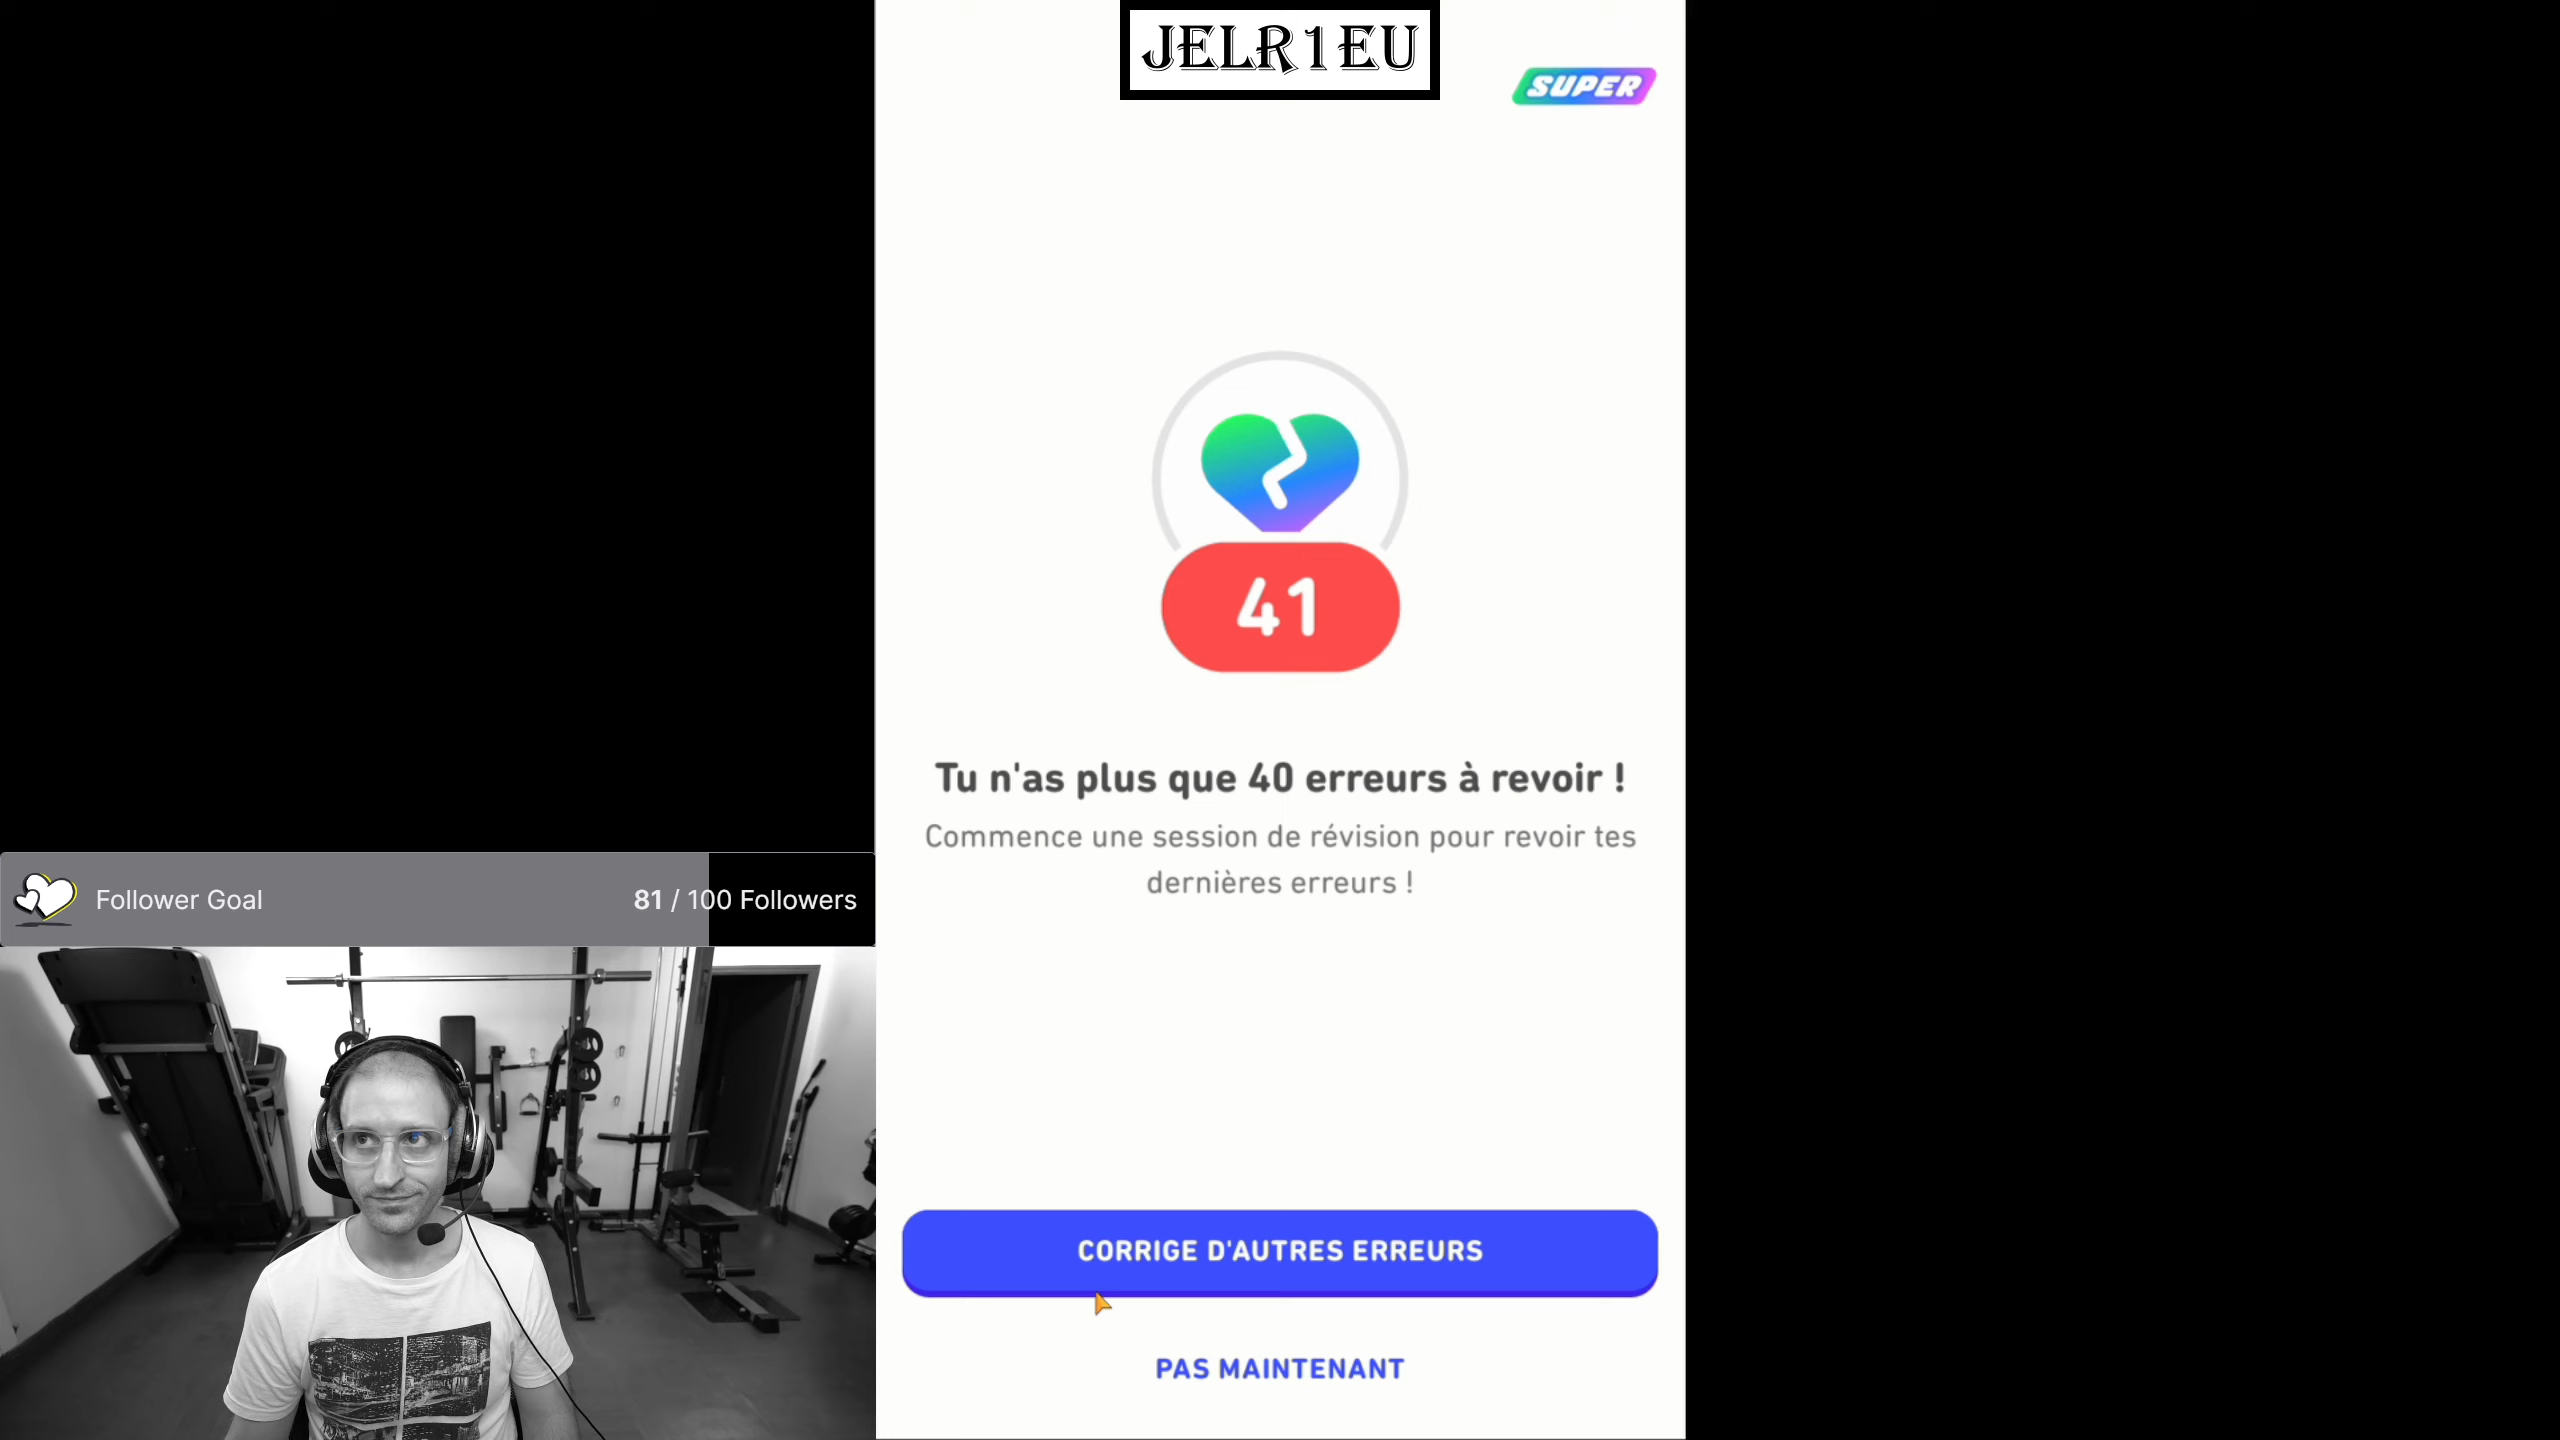 JELR1EU
SUPER
41
Tu n'as plus que 40 erreurs à revoir !
Commence une session de révision pour revoir tes
dernières erreurs !
Follower Goal
81 / 100 Followers
CORRIGE D'AUTRES ERREURS
PAS MAINTENANT